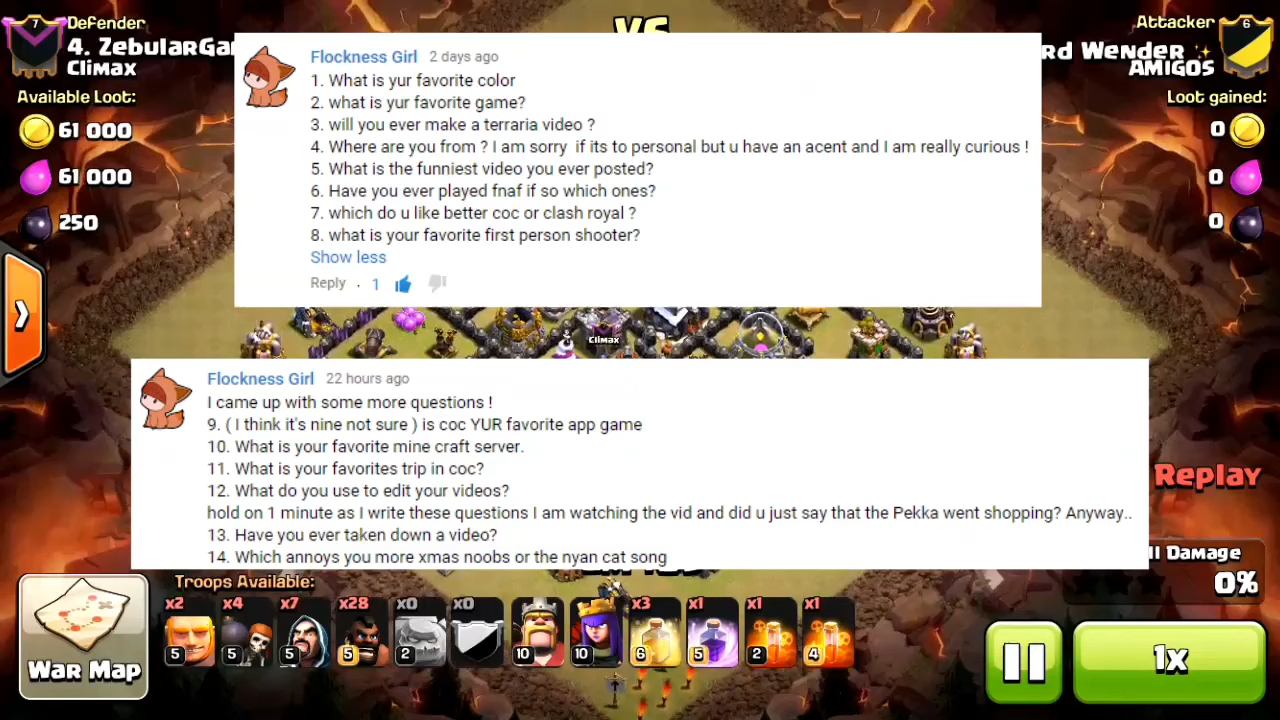 7
Defender
4. ZebularGa
Climax
Available Loot:
61 000
61 000
250
VS
6
Attacker
rd Wender
AMIGOS
Loot gained:
0
0
0
Flockness Girl 2 days ago
1. What is yur favorite color
2. what is yur favorite game?
3. will you ever make a terraria video ?
4. Where are you from ? I am sorry if its to personal but u have an acent and I am really curious !
5. What is the funniest video you ever posted?
6. Have you ever played fnaf if so which ones?
7. which do u like better coc or clash royal ?
8. what is your favorite first person shooter?
Show less
Reply . 1
Climax
Flockness Girl 22 hours ago
I came up with some more questions !
9. ( I think it's nine not sure ) is coc YUR favorite app game
10. What is your favorite mine craft server.
11. What is your favorites trip in coc?
12. What do you use to edit your videos?
hold on 1 minute as I write these questions I am watching the vid and did u just say that the Pekka went shopping? Anyway..
13. Have you ever taken down a video?
14. Which annoys you more xmas noobs or the nyan cat song
Replay
ll Damage
0%
Troops Available:
x2 x4 x7 x28 x0 x0 x3 x1 x1 x1
5 5 5 5 2 10 10 6 5 2 4
War Map
1x